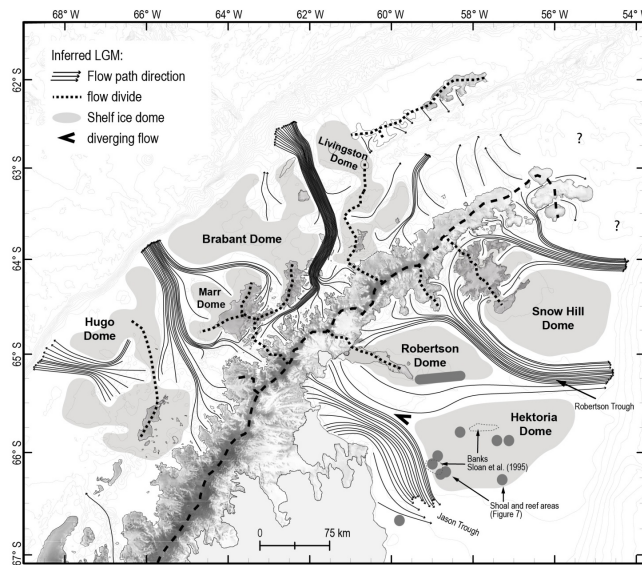 68° W 66° W 64° W 62° W 60° W 58° W 56° W 54° W
62° S
63° S
64° S
65° S
66° S
67° S
Inferred LGM:
Flow path direction
flow divide
Shelf ice dome
diverging flow
Livingston
Dome
?
?
Brabant Dome
Marr
Dome
Hugo
Dome
Snow Hill
Dome
Robertson
Dome
Robertson Trough
Hektoria
Dome
Banks
Sloan et al. (1995)
Shoal and reef areas
(Figure 7)
Jason Trough
0 75 km